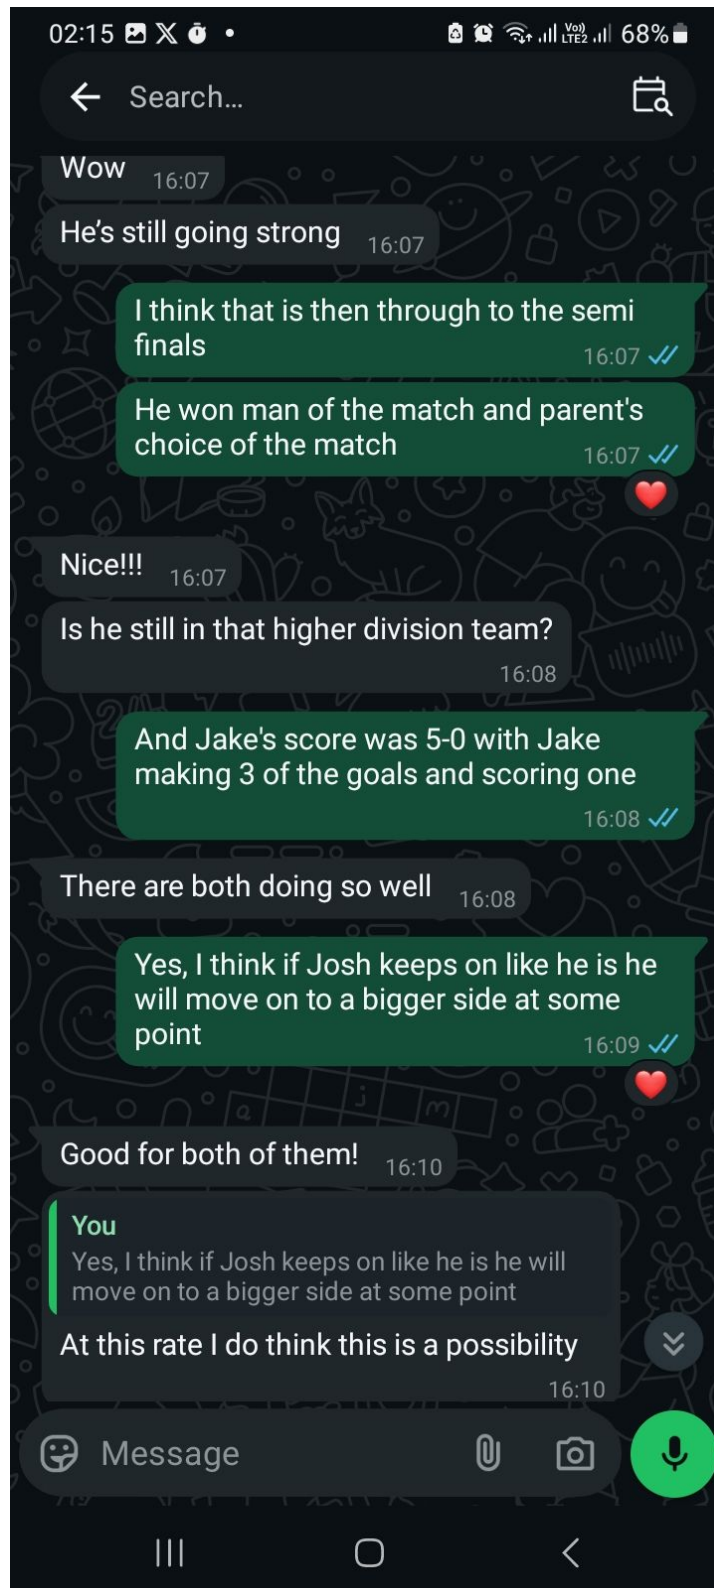 02:15
Vo))
LTE2
68%
Search…
Wow
16:07
He’s still going strong
16:07
I think that is then through to the semi
finals
16:07
He won man of the match and parent's
choice of the match
16:07
Nice!!!
16:07
Is he still in that higher division team?
16:08
And Jake's score was 5-0 with Jake
making 3 of the goals and scoring one
16:08
There are both doing so well
16:08
Yes, I think if Josh keeps on like he is he
will move on to a bigger side at some
point
16:09
Good for both of them!
16:10
You
Yes, I think if Josh keeps on like he is he will
move on to a bigger side at some point
At this rate I do think this is a possibility
16:10
Message